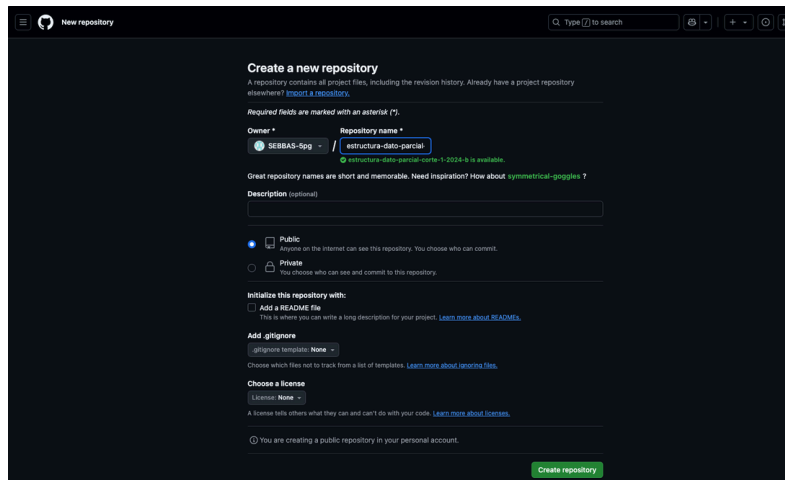 New repository
Type / to search
Create a new repository
A repository contains all project files, including the revision history. Already have a project repository
elsewhere? Import a repository.
Required fields are marked with an asterisk (*).
Owner *
Repository name *
SEBBAS-5pg
/
estructura-dato-parcial-
estructura-dato-parcial-corte-1-2024-b is available.
Great repository names are short and memorable. Need inspiration? How about symmetrical-goggles ?
Description (optional)
Public
Anyone on the internet can see this repository. You choose who can commit.
Private
You choose who can see and commit to this repository.
Initialize this repository with:
Add a README file
This is where you can write a long description for your project. Learn more about READMEs.
Add .gitignore
.gitignore template: None
Choose which files not to track from a list of templates. Learn more about ignoring files.
Choose a license
License: None
A license tells others what they can and can't do with your code. Learn more about licenses.
You are creating a public repository in your personal account.
Create repository